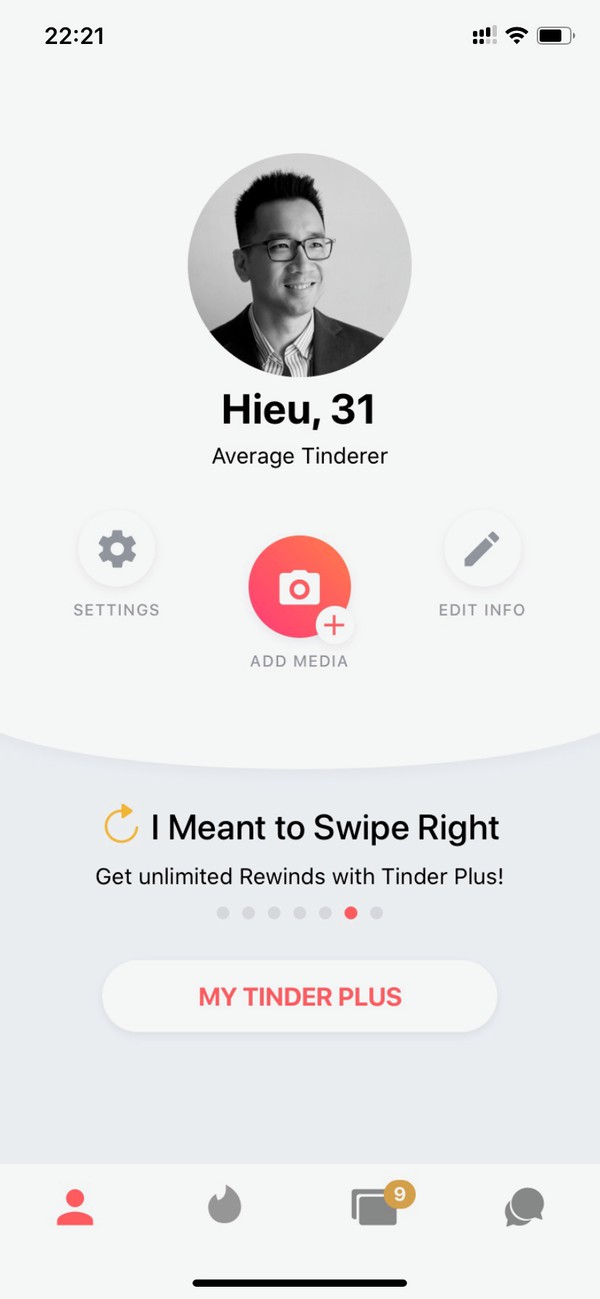 22:21
Hieu, 31
Average Tinderer
SETTINGS
EDIT INFO
ADD MEDIA
I Meant to Swipe Right
Get unlimited Rewinds with Tinder Plus!
MY TINDER PLUS
9